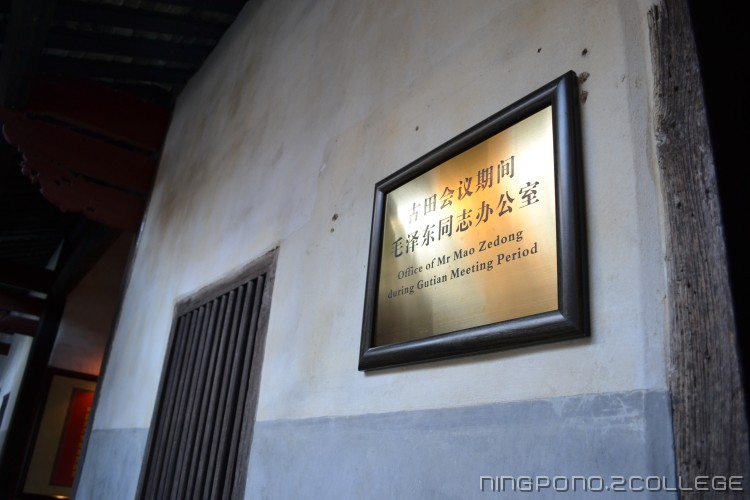 古田会议期间
毛泽东同志办公室
Office of Mr Mao Zedong
during Gutian Meeting Period
NINGPONO.2COLLEGE